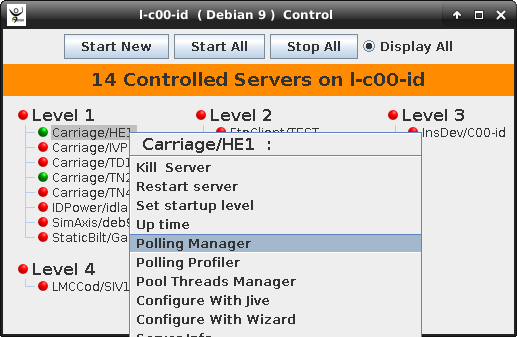 l-c00-id ( Debian 9 ) Control
Start New Start All Stop All Display All
14 Controlled Servers on l-c00-id
Level 1 Level 2 Level 3
Carriage/HE1 InsDev/C00-id
Carriage/HE1 :
Carriage/IVP
Carriage/TD1
Carriage/TN2
Carriage/TN4
IDPower/idla
SimAxis/deb9
StaticBilt/Ga
Level 4
LMCCod/SIV1
Kill Server
Restart server
Set startup level
Up time
Polling Manager
Polling Profiler
Pool Threads Manager
Configure With Jive
Configure With Wizard